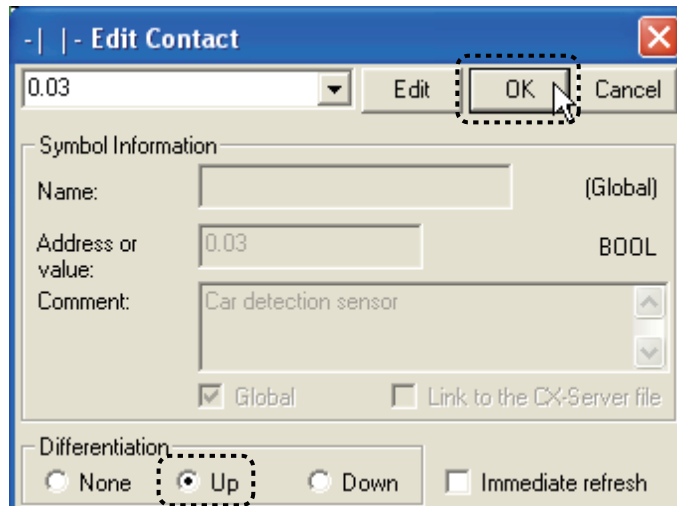 -| |- Edit Contact
0.03 Edit OK Cancel
Symbol Information
Name: (Global)
Address or value: 0.03 BOOL
Comment: Car detection sensor
Global Link to the CX-Server file
Differentiation
None Up Down Immediate refresh